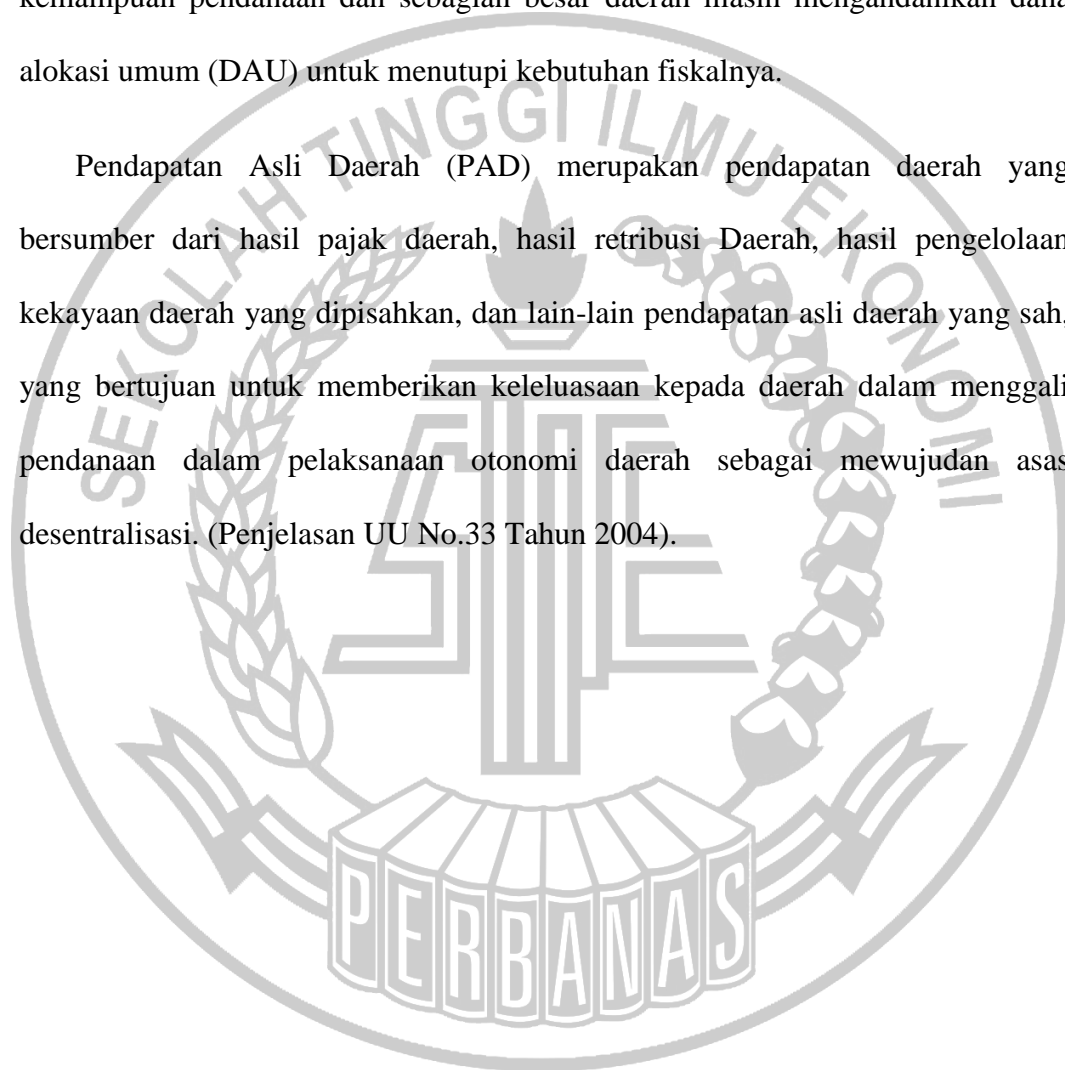 kemampuan pendanaan dan sebagian besar daerah masih mengandalkan dana
alokasi umum (DAU) untuk menutupi kebutuhan fiskalnya.
Pendapatan Asli Daerah (PAD) merupakan pendapatan daerah yang
bersumber dari hasil pajak daerah, hasil retribusi Daerah, hasil pengelolaan
kekayaan daerah yang dipisahkan, dan lain-lain pendapatan asli daerah yang sah,
yang bertujuan untuk memberikan keleluasaan kepada daerah dalam menggali
pendanaan dalam pelaksanaan otonomi daerah sebagai mewujudan asas
desentralisasi. (Penjelasan UU No.33 Tahun 2004).
SEKOLAH TINGGI ILMU EKONOMI
PERBANAS